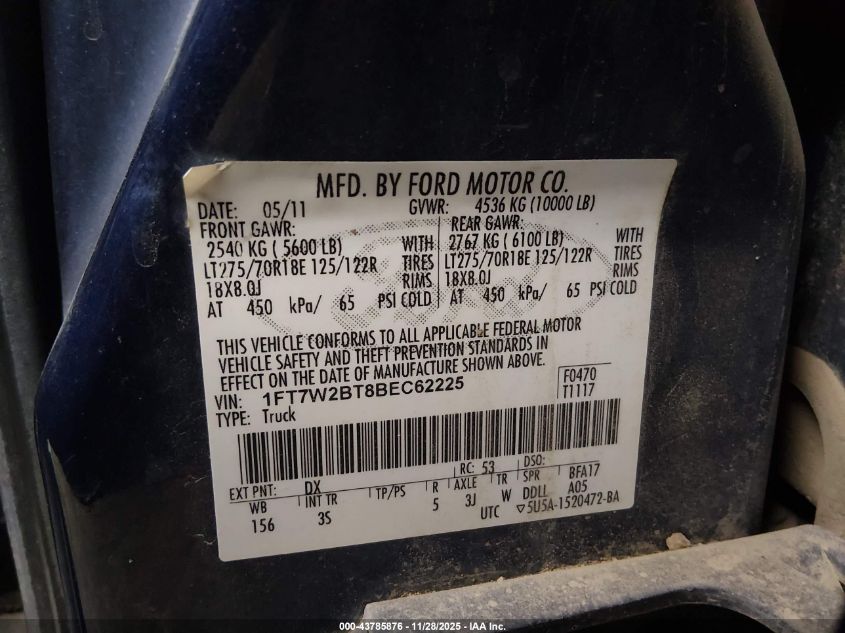 MFD. BY FORD MOTOR CO.
DATE: 05/11 GVWR: 4536 KG (10000 LB)
FRONT GAWR: REAR GAWR:
2540 KG ( 5600 LB) WITH 2767 KG ( 6100 LB) WITH
LT275/70R18E 125/122R TIRES LT275/70R18E 125/122R TIRES
18X8.0J RIMS 18X8.0J RIMS
AT 450 kPa/ 65 PSI COLD AT 450 kPa/ 65 PSI COLD
THIS VEHICLE CONFORMS TO ALL APPLICABLE FEDERAL MOTOR
VEHICLE SAFETY AND THEFT PREVENTION STANDARDS IN
EFFECT ON THE DATE OF MANUFACTURE SHOWN ABOVE.
VIN: 1FT7W2BT8BEC62225 F0470
TYPE: Truck T1117
RC: 53 DSO:
EXT PNT: DX BFA17
WB INT TR TP/PS R AXLE TR SPR
156 3S 5 3J W DDLL A05
UTC ▽5U5A-1520472-BA
000-43785876 - 11/28/2025 - IAA Inc.